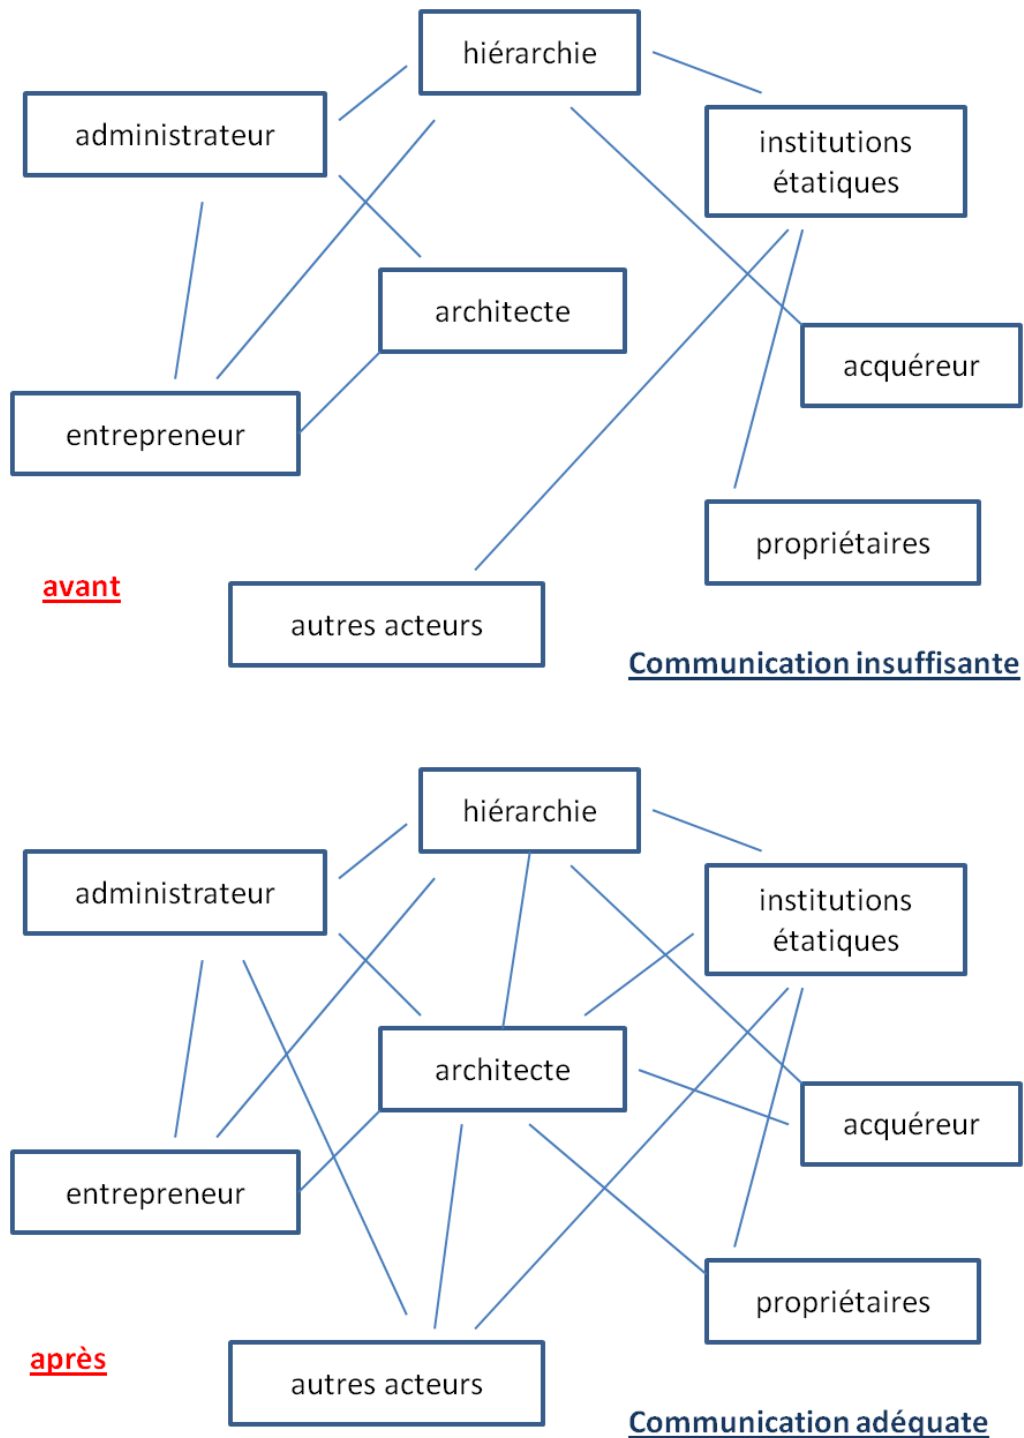 hiérarchie
administrateur
institutions
étatiques
architecte
acquéreur
entrepreneur
propriétaires
avant
autres acteurs
Communication insuffisante
hiérarchie
administrateur
institutions
étatiques
architecte
acquéreur
entrepreneur
propriétaires
après
autres acteurs
Communication adéquate